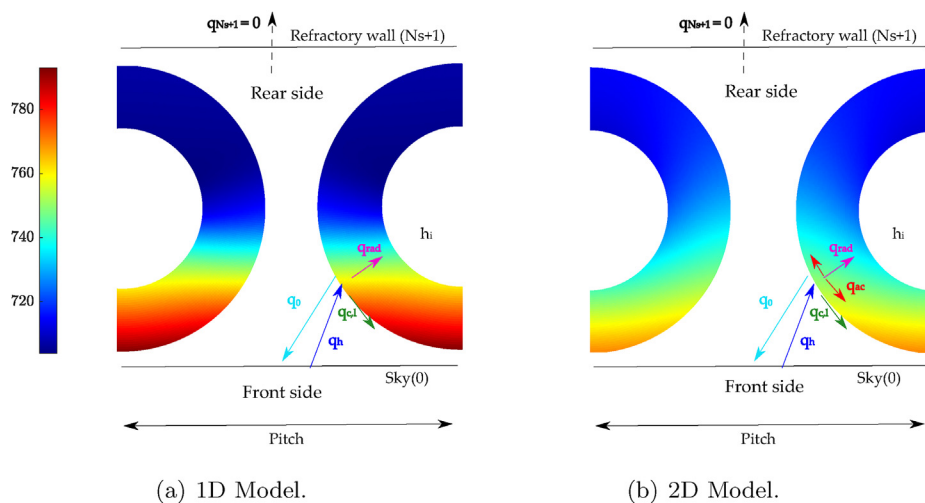 qNs+1=0
Refractory wall (Ns+1)
Rear side
780
760
740
720
hi
qrad
q0
qc,l
qh
Sky(0)
Front side
Pitch
(a) 1D Model.
qNs+1=0
Refractory wall (Ns+1)
Rear side
hi
qrad
qac
q0
qc,l
qh
Sky(0)
Front side
Pitch
(b) 2D Model.